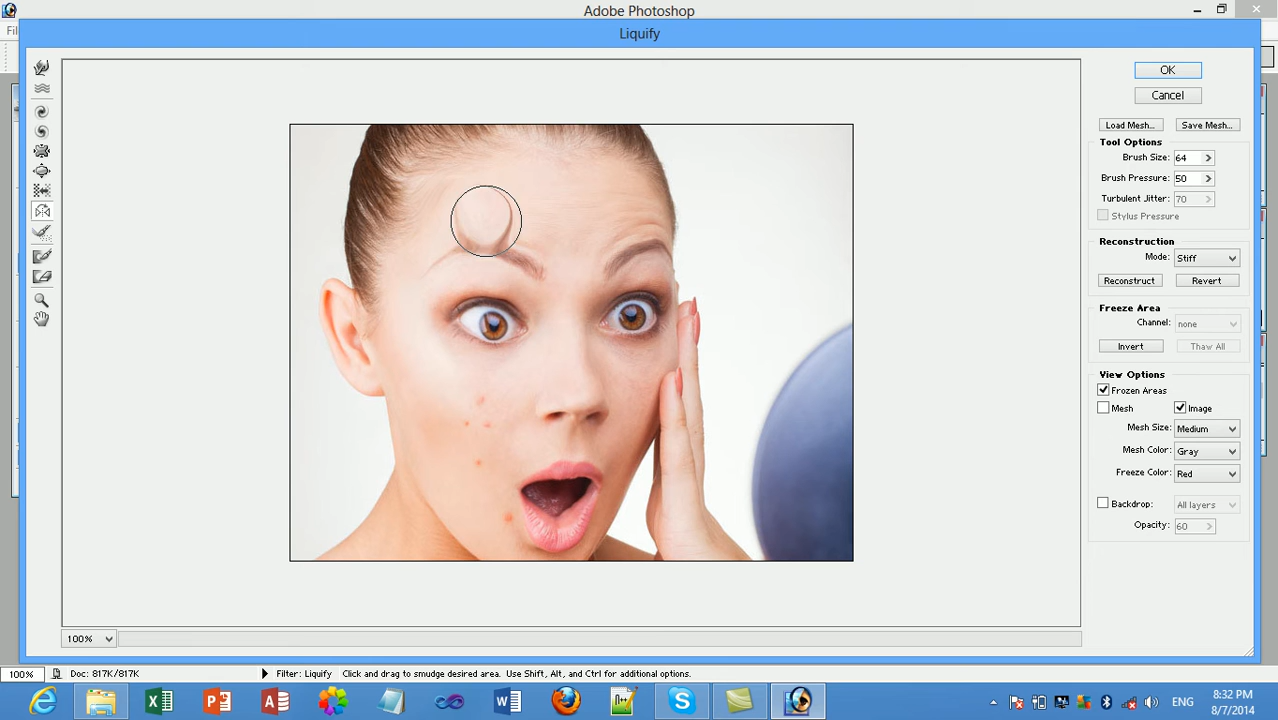 Adobe Photoshop
Fil
Liquify
OK
Cancel
Load Mesh... Save Mesh...
Tool Options
Brush Size: 64
Brush Pressure: 50
Turbulent Jitter: 70
Stylus Pressure
Reconstruction
Mode: Stiff
Reconstruct Revert
Freeze Area
Channel: none
Invert Thaw All
View Options
Frozen Areas
Mesh Image
Mesh Size: Medium
Mesh Color: Gray
Freeze Color: Red
Backdrop: All layers
Opacity: 60
100%
100% Doc: 817K/817K Filter: Liquify Click and drag to smudge desired area. Use Shift, Alt, and Ctrl for additional options.
ENG
8:32 PM
8/7/2014